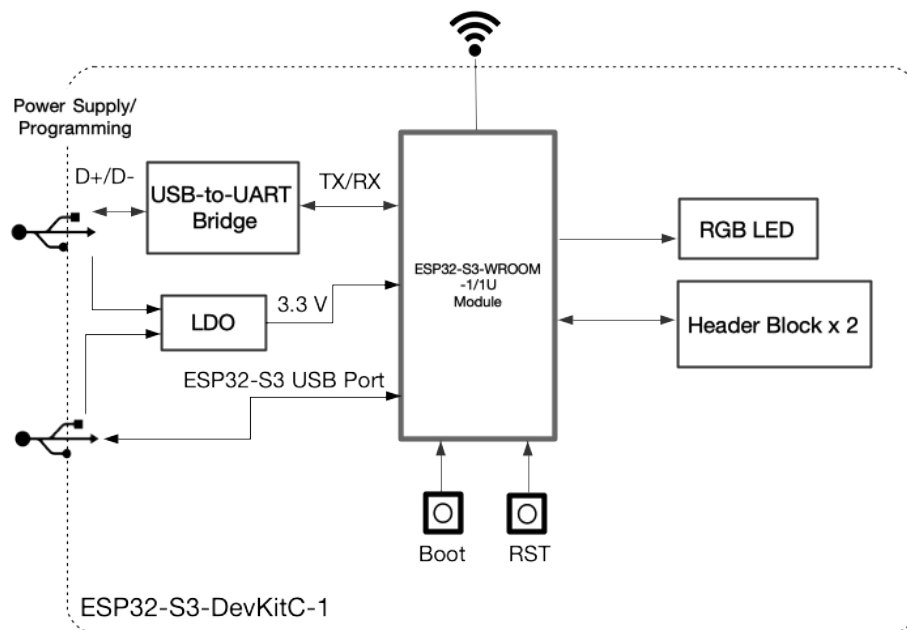 Power Supply/
Programming
D+/D-
USB-to-UART
Bridge
TX/RX
RGB LED
ESP32-S3-WROOM
-1/1U
Module
LDO
3.3 V
Header Block x 2
ESP32-S3 USB Port
Boot
RST
ESP32-S3-DevKitC-1